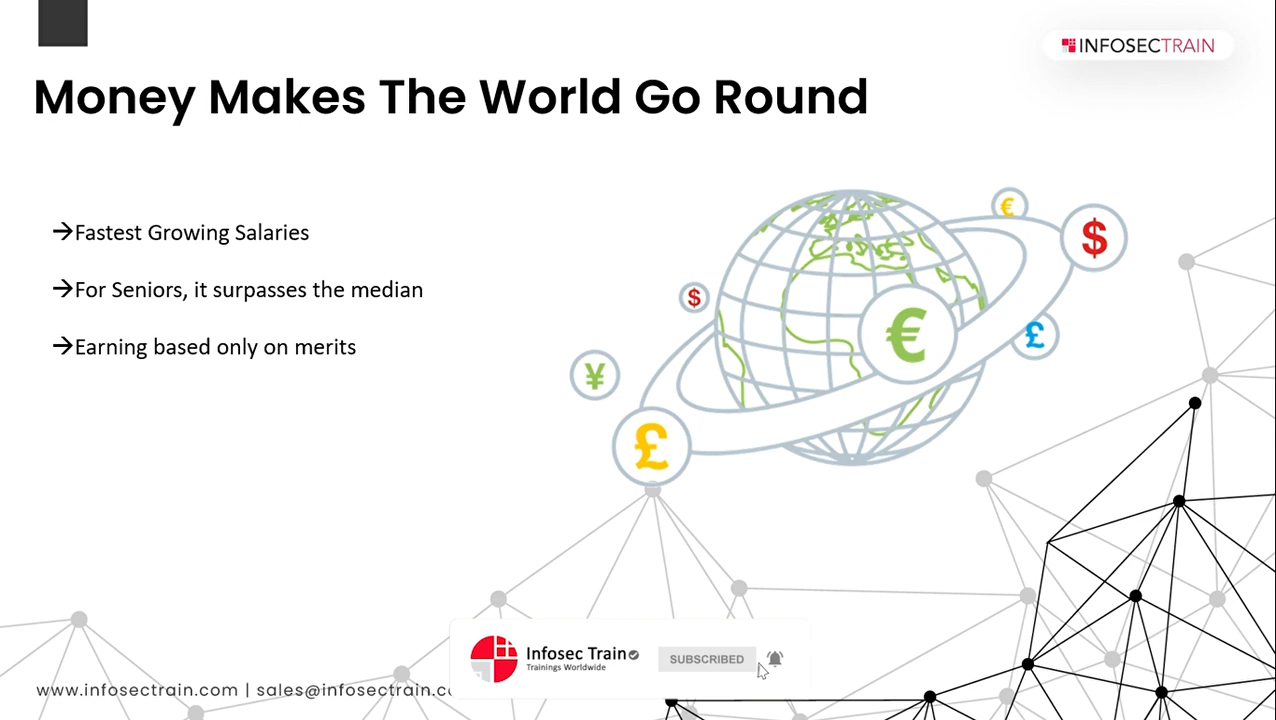 INFOSECTRAIN
Money Makes The World Go Round
→Fastest Growing Salaries
→For Seniors, it surpasses the median
→Earning based only on merits
€
$
$
€
£
¥
£
Infosec Train
Trainings Worldwide
SUBSCRIBED
www.infosectrain.com | sales@infosectrain.c